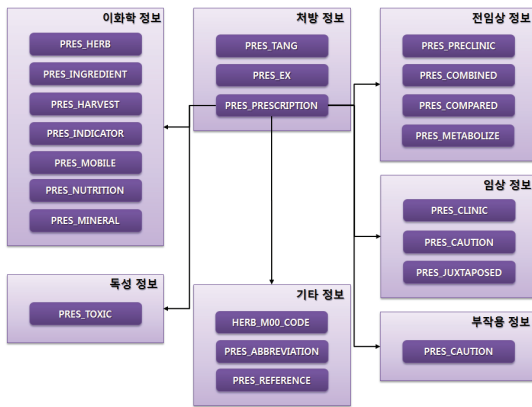 이화학 정보
PRES_HERB
PRES_INGREDIENT
PRES_HARVEST
PRES_INDICATOR
PRES_MOBILE
PRES_NUTRITION
PRES_MINERAL
처방 정보
PRES_TANG
PRES_EX
PRES_PRESCRIPTION
전임상 정보
PRES_PRECLINIC
PRES_COMBINED
PRES_COMPARED
PRES_METABOLIZE
임상 정보
PRES_CLINIC
PRES_CAUTION
PRES_JUXTAPOSED
독성 정보
PRES_TOXIC
기타 정보
HERB_M00_CODE
PRES_ABBREVIATION
PRES_REFERENCE
부작용 정보
PRES_CAUTION